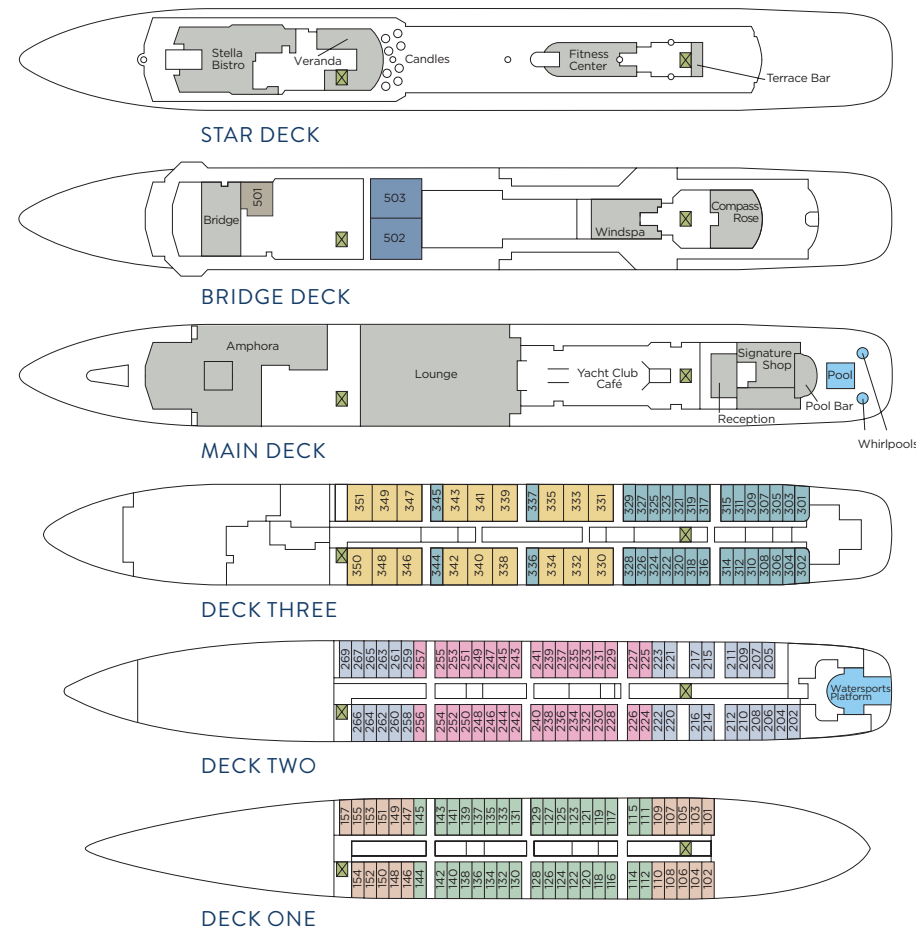 Stella
Bistro
Veranda
Candles
Fitness
Center
Terrace Bar
STAR DECK
Bridge
501
503
502
Windspa
Compass
Rose
BRIDGE DECK
Amphora
Lounge
Yacht Club
Café
Signature
Shop
Pool
Reception
Pool Bar
Whirlpools
MAIN DECK
351 349 347 345 343 341 339 337 335 333 331 329 327 325 323 321 319 317 315 311 309 307 305 303 301
350 348 346 344 342 340 338 336 334 332 330 328 326 324 322 320 318 316 314 312 310 308 306 304 302
DECK THREE
269 267 265 263 261 259 257 255 253 251 249 247 245 243 241 239 237 235 233 231 229 227 225 223 221 217 215 211 209 207 205
Watersports
Platform
266 264 262 260 258 256 254 252 250 248 246 244 242 240 238 236 234 232 230 228 226 224 222 220 216 214 212 210 208 206 204 202
DECK TWO
157 155 153 151 149 147 145 143 141 139 137 135 133 131 129 127 125 123 121 119 117 115 111 109 107 105 103 101
154 152 150 148 146 144 142 140 138 136 134 132 130 128 126 124 122 120 118 116 114 112 110 108 106 104 102
DECK ONE